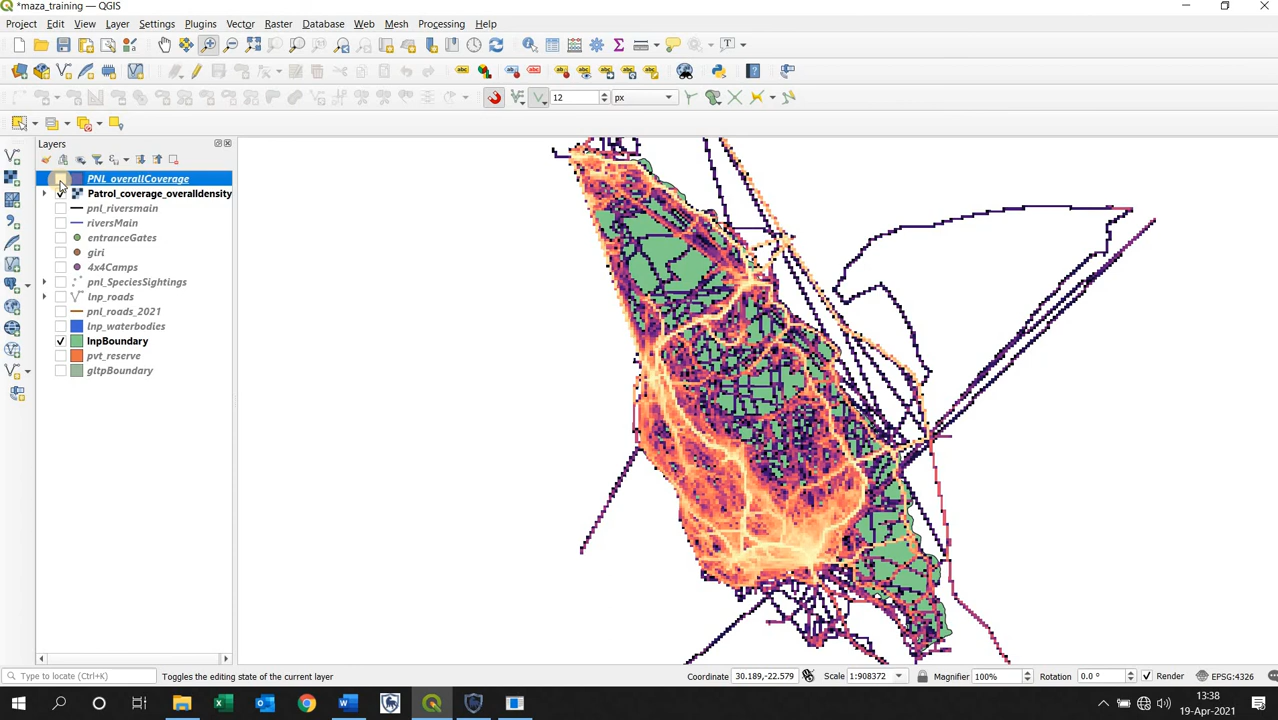 *maza_training — QGIS
Project Edit View Layer Settings Plugins Vector Raster Database Web Mesh Processing Help
12 px
Layers
PNL_overallCoverage
Patrol_coverage_overalldensity
pnl_riversmain
riversMain
entranceGates
giri
4x4Camps
pnl_SpeciesSightings
lnp_roads
pnl_roads_2021
lnp_waterbodies
lnpBoundary
pvt_reserve
gltpBoundary
Type to locate (Ctrl+K) Toggles the editing state of the current layer Coordinate 30.189,-22.579 Scale 1:908372 Magnifier 100% Rotation 0.0 ° Render EPSG:4326
13:38
19-Apr-2021